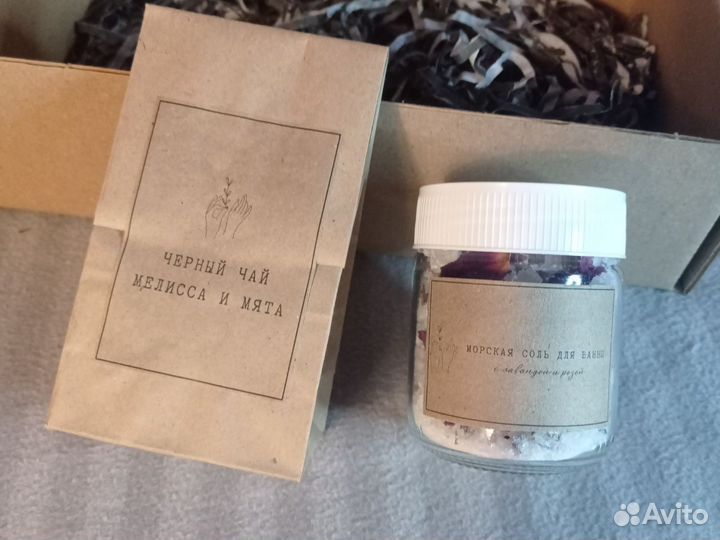 ЧЕРНЫЙ ЧАЙ
МЕЛИССА И МЯТА
МОРСКАЯ СОЛЬ ДЛЯ ВАННЫ
с лавандой и розой
Avito